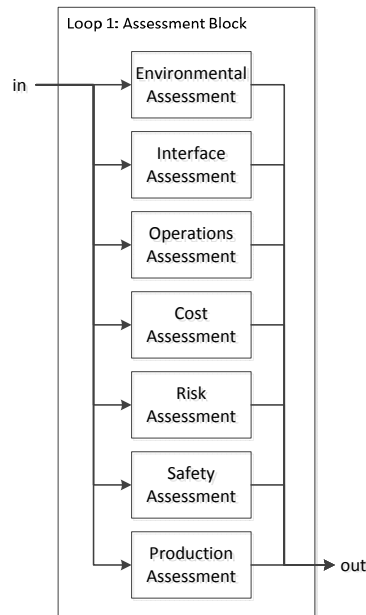 Loop 1: Assessment Block
in
Environmental
Assessment
Interface
Assessment
Operations
Assessment
Cost
Assessment
Risk
Assessment
Safety
Assessment
Production
Assessment
out